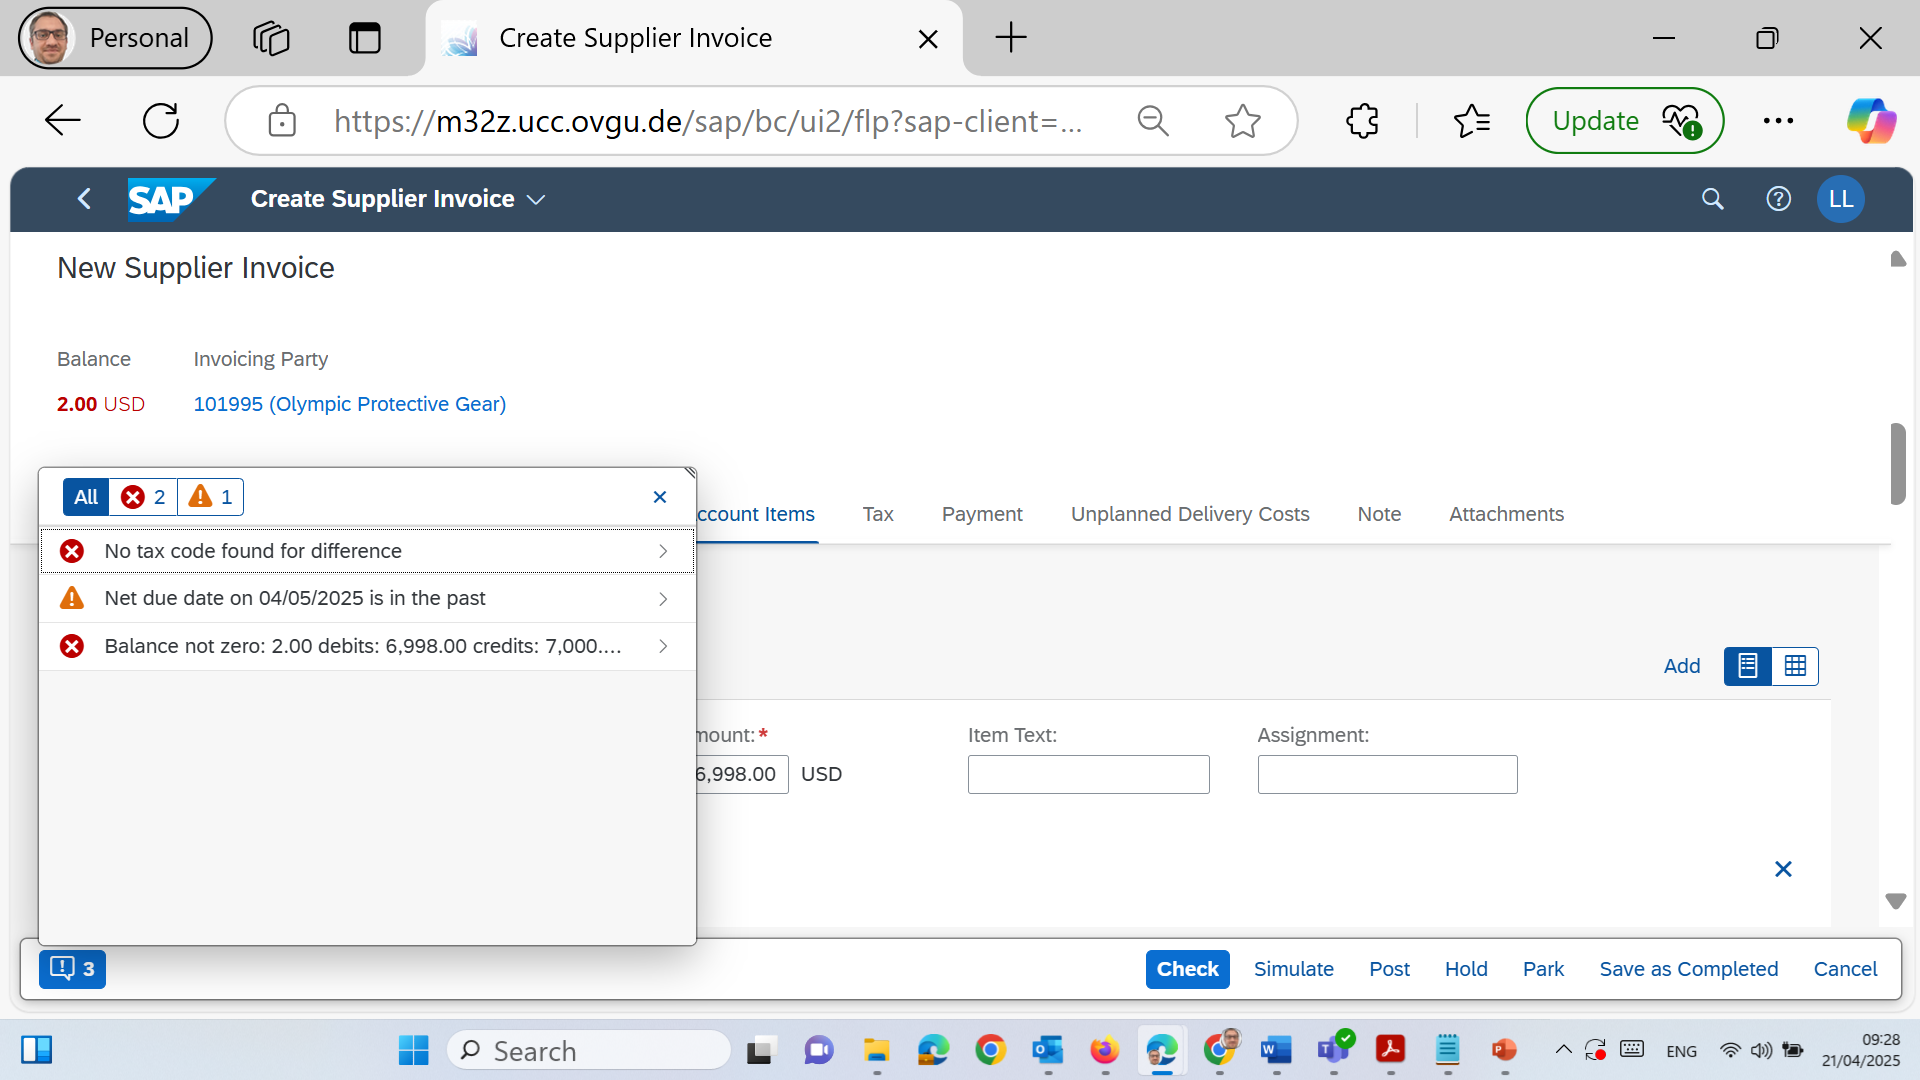 Personal
Create Supplier Invoice
https://m32z.ucc.ovgu.de/sap/bc/ui2/flp?sap-client=...
Update
SAP
Create Supplier Invoice
LL
New Supplier Invoice
Balance
Invoicing Party
2.00 USD
101995 (Olympic Protective Gear)
All
2
1
ccount Items
Tax
Payment
Unplanned Delivery Costs
Note
Attachments
No tax code found for difference
Net due date on 04/05/2025 is in the past
Balance not zero: 2.00 debits: 6,998.00 credits: 7,000....
Add
mount:*
Item Text:
Assignment:
6,998.00 USD
3
Check
Simulate
Post
Hold
Park
Save as Completed
Cancel
Search
ENG
09:28
21/04/2025